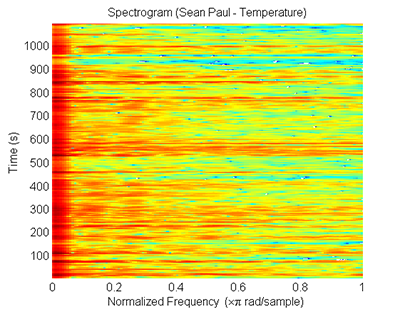 Spectrogram (Sean Paul - Temperature)
1000
900
800
700
600
500
400
300
200
100
Time (s)
0 0.2 0.4 0.6 0.8 1
Normalized Frequency (×π rad/sample)